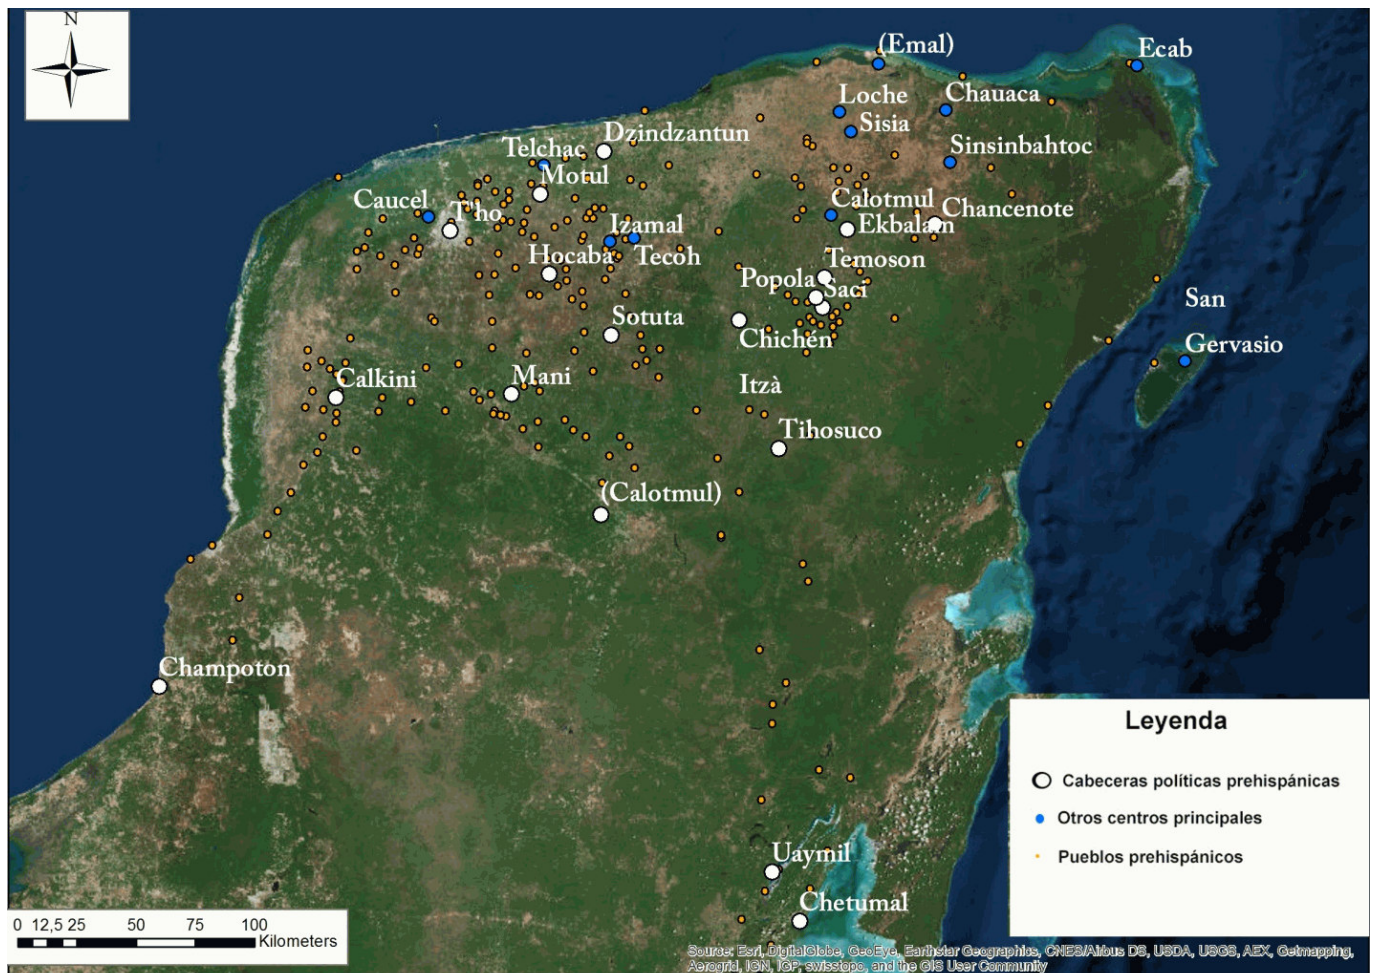 N
(Emal)
Ecab
Loche
Chauaca
Sisia
Dzindzantun
Telchac
Sinsinbahtoc
Motul
Caucel
T'ho
Calotmul
Chancenote
Izamal
Ekbalam
Hocaba
Tecoh
Temoson
Popola
Saci
San
Gervasio
Sotuta
Chichén
Itzà
Calkini
Mani
Tihosuco
(Calotmul)
Champoton
Uaymil
Chetumal
Leyenda
Cabeceras políticas prehispánicas
Otros centros principales
Pueblos prehispánicos
0 12,5 25 50 75 100
Kilometers
Source: Esri, DigitalGlobe, GeoEye, Earthstar Geographics, CNES/Airbus DS, USDA, USGS, AEX, Getmapping,
Aerogrid, IGN, IGP, swisstopo, and the GIS User Community